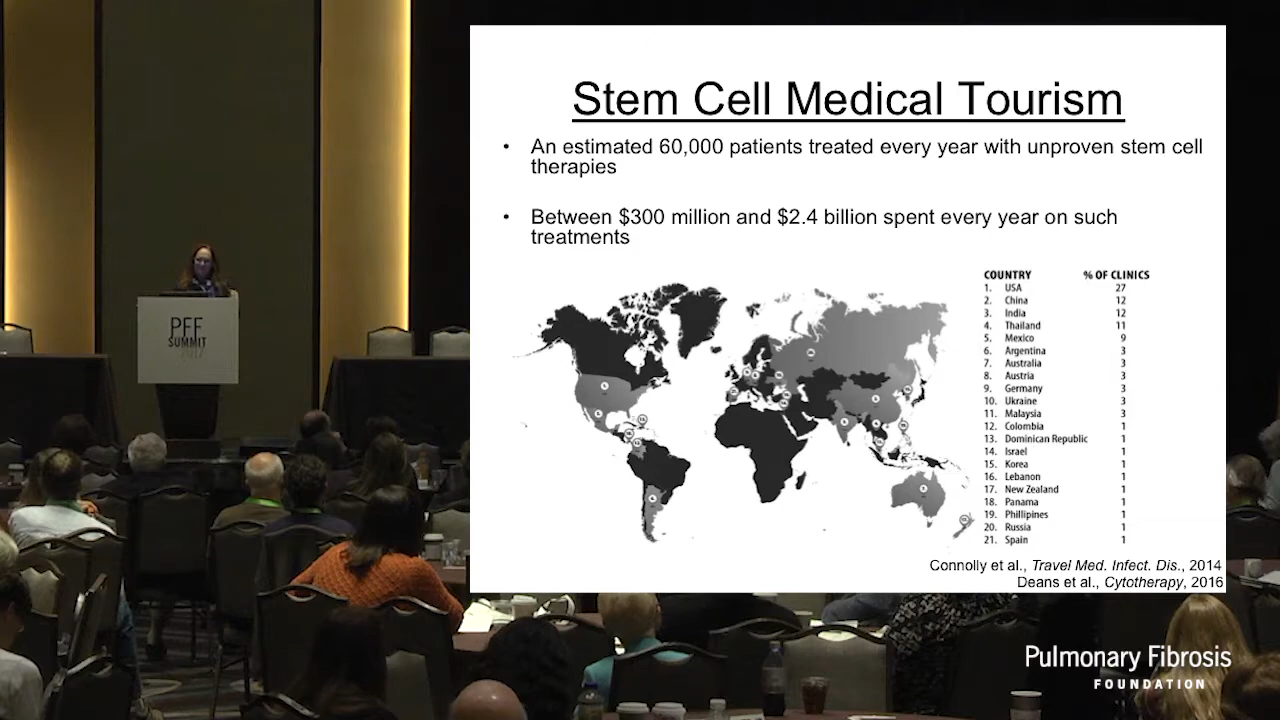 Stem Cell Medical Tourism
• An estimated 60,000 patients treated every year with unproven stem cell
therapies
• Between $300 million and $2.4 billion spent every year on such
treatments
COUNTRY % OF CLINICS
1. USA 27
2. China 12
3. India 12
4. Thailand 11
5. Mexico 9
6. Argentina 3
7. Australia 3
8. Austria 3
9. Germany 3
10. Ukraine 3
11. Malaysia 3
12. Colombia 1
13. Dominican Republic 1
14. Israel 1
15. Korea 1
16. Lebanon 1
17. New Zealand 1
18. Panama 1
19. Phillipines 1
20. Russia 1
21. Spain 1
Connolly et al., Travel Med. Infect. Dis., 2014
Deans et al., Cytotherapy, 2016
PFF
SUMMIT
2017
Pulmonary Fibrosis
FOUNDATION